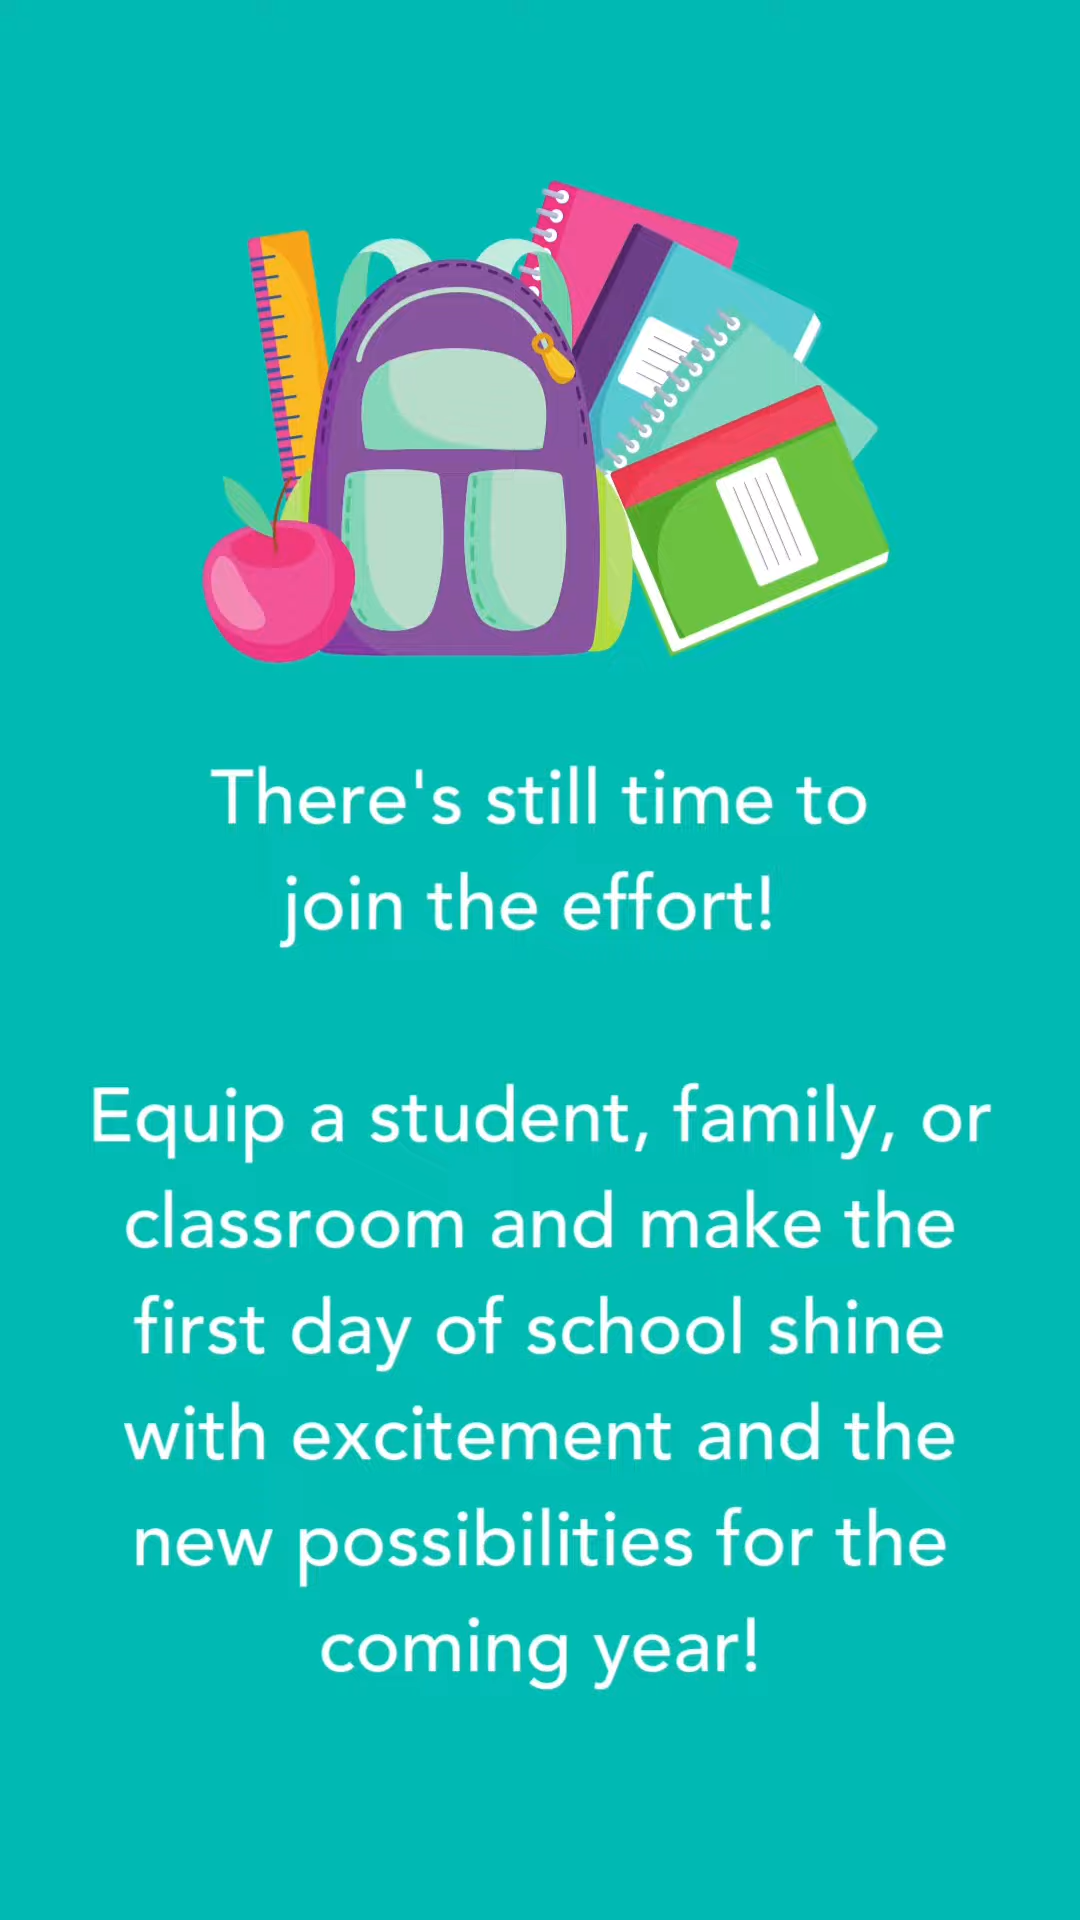 There's still time to
join the effort!
Equip a student, family, or
classroom and make the
first day of school shine
with excitement and the
new possibilities for the
coming year!